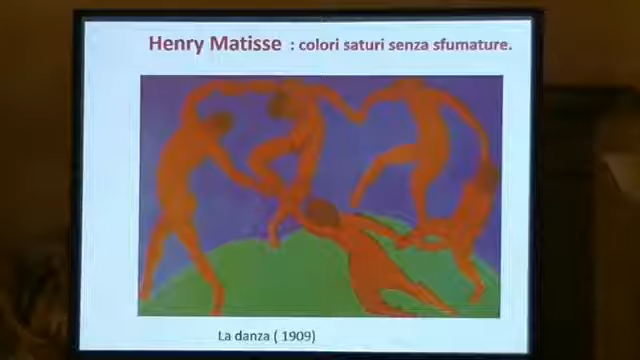 Henry Matisse : colori saturi senza sfumature.
La danza ( 1909)